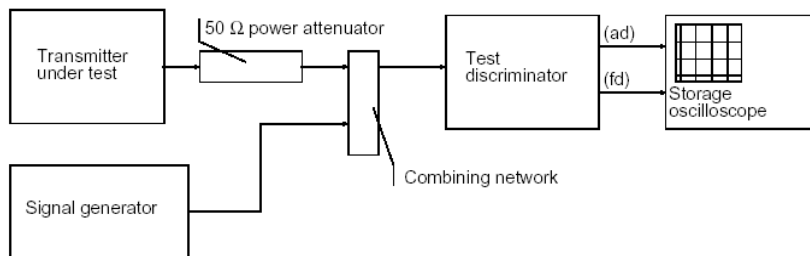 50 Ω power attenuator
Transmitter
under test
Test
discriminator
(ad)
(fd)
Storage
oscilloscope
Combining network
Signal generator